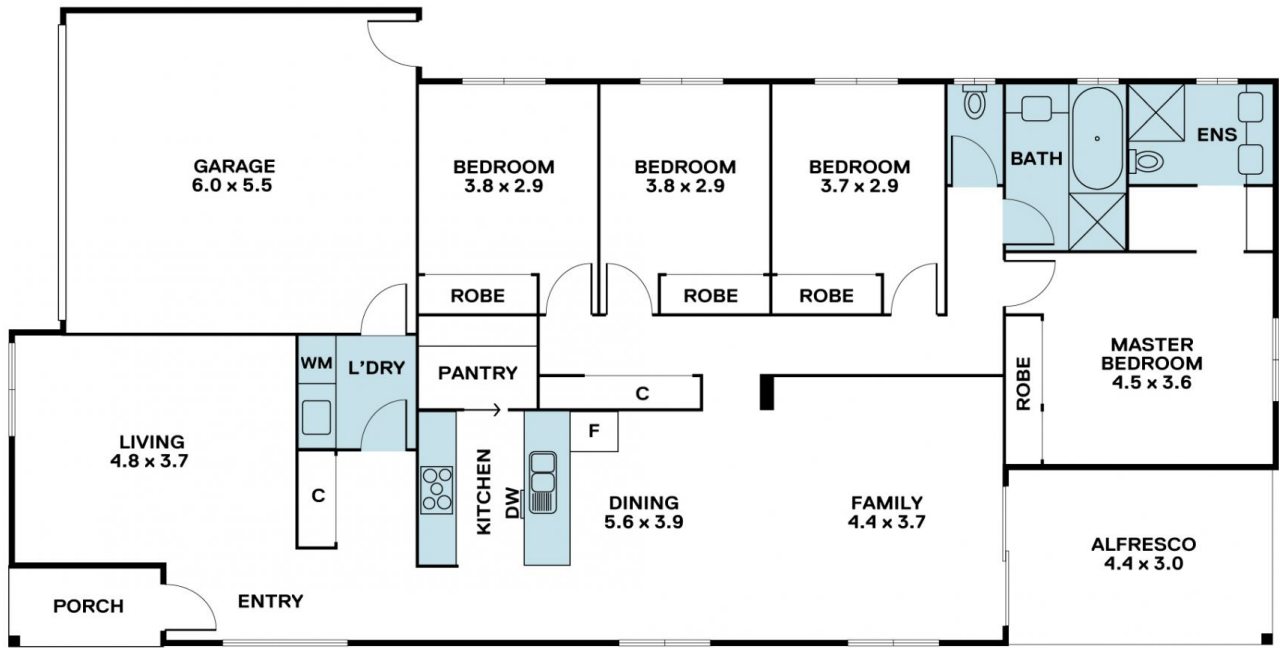 GARAGE
6.0 x 5.5
BEDROOM
3.8 x 2.9
BEDROOM
3.8 x 2.9
BEDROOM
3.7 x 2.9
BATH
ENS
ROBE
ROBE
ROBE
WM
L'DRY
PANTRY
C
ROBE
MASTER
BEDROOM
4.5 x 3.6
LIVING
4.8 x 3.7
C
KITCHEN
DW
F
DINING
5.6 x 3.9
FAMILY
4.4 x 3.7
ALFRESCO
4.4 x 3.0
PORCH
ENTRY